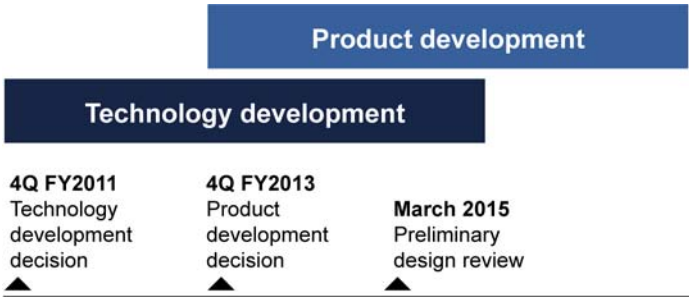 Product development
Technology development
4Q FY2011
Technology
development
decision
4Q FY2013
Product
development
decision
March 2015
Preliminary
design review